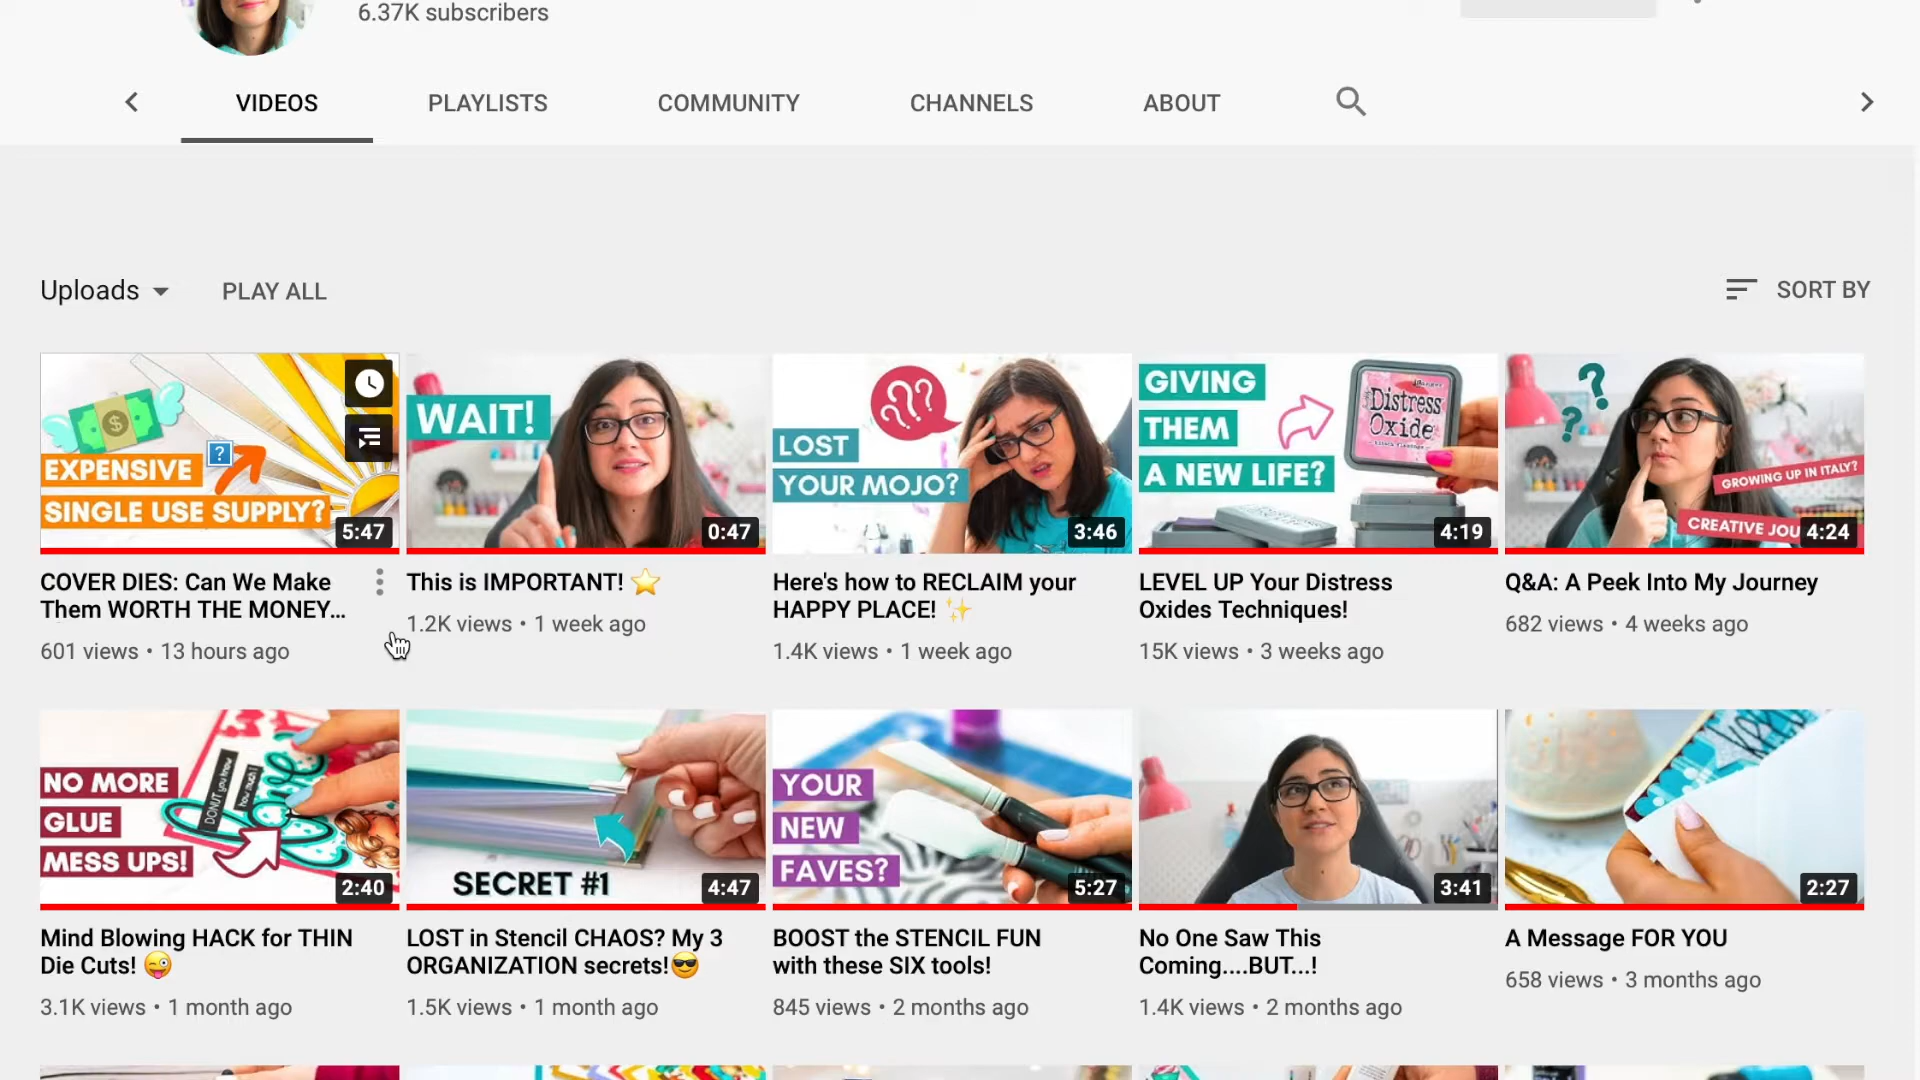 6.37K subscribers
VIDEOS
PLAYLISTS
COMMUNITY
CHANNELS
ABOUT
Uploads
PLAY ALL
SORT BY
$
?
EXPENSIVE
SINGLE USE SUPPLY?
5:47
WAIT!
0:47
???
LOST
YOUR MOJO?
3:46
GIVING
THEM
A NEW LIFE?
Distress
Oxide
4:19
?
?
GROWING UP IN ITALY?
CREATIVE JOU
4:24
COVER DIES: Can We Make
Them WORTH THE MONEY...
601 views • 13 hours ago
This is IMPORTANT! ⭐
1.2K views • 1 week ago
Here's how to RECLAIM your
HAPPY PLACE! ✨
1.4K views • 1 week ago
LEVEL UP Your Distress
Oxides Techniques!
15K views • 3 weeks ago
Q&A: A Peek Into My Journey
682 views • 4 weeks ago
NO MORE
GLUE
MESS UPS!
DONUT you know
how much I
love
2:40
SECRET #1
4:47
YOUR
NEW
FAVES?
5:27
3:41
2:27
Mind Blowing HACK for THIN
Die Cuts! 😜
3.1K views • 1 month ago
LOST in Stencil CHAOS? My 3
ORGANIZATION secrets!😎
1.5K views • 1 month ago
BOOST the STENCIL FUN
with these SIX tools!
845 views • 2 months ago
No One Saw This
Coming....BUT...!
1.4K views • 2 months ago
A Message FOR YOU
658 views • 3 months ago